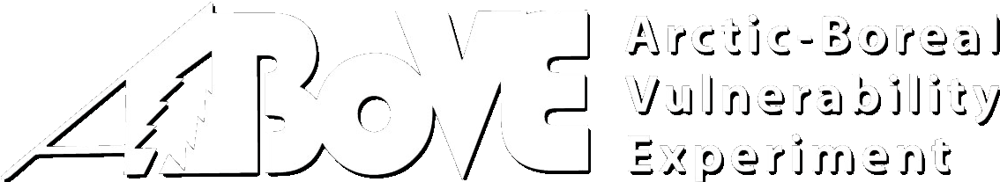 ABoVE
Arctic-Boreal
Vulnerability
Experiment